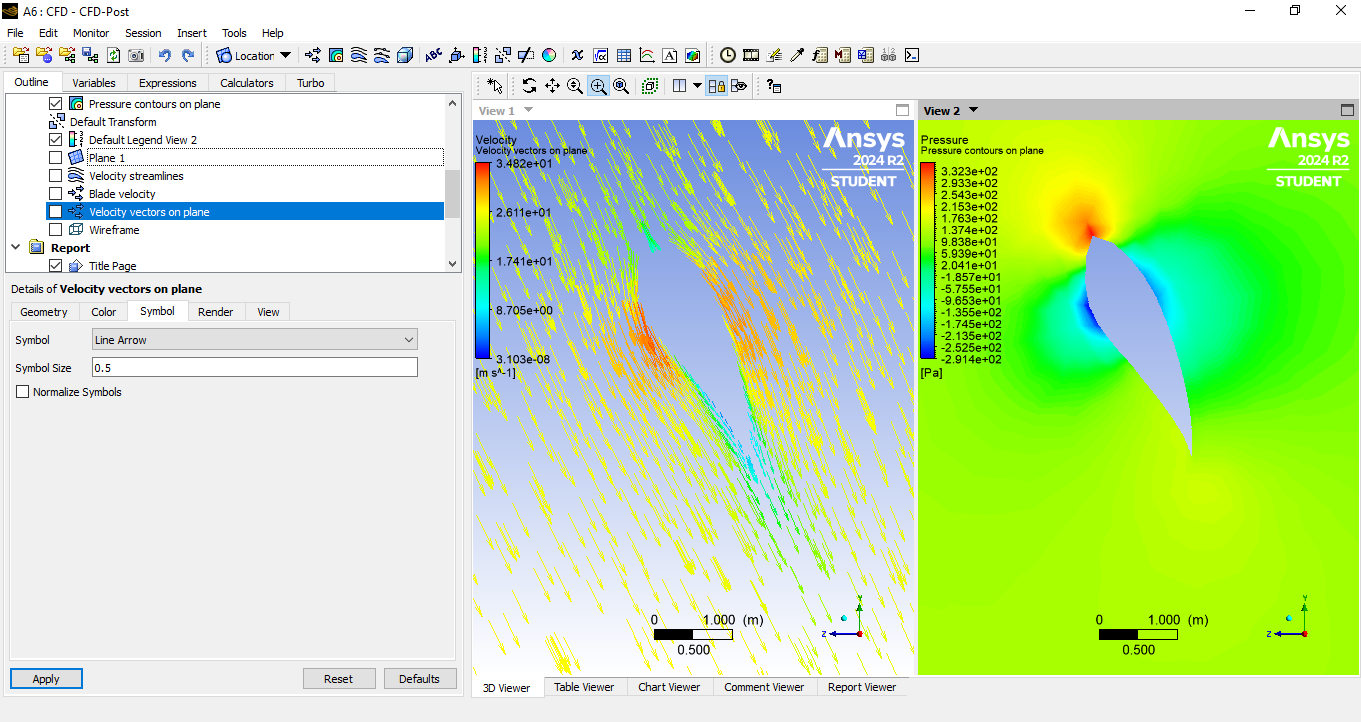 A6 : CFD - CFD-Post
File Edit Monitor Session Insert Tools Help
Location
Outline Variables Expressions Calculators Turbo
Pressure contours on plane
Default Transform
Default Legend View 2
Plane 1
Velocity streamlines
Blade velocity
Velocity vectors on plane
Wireframe
Report
Title Page
Details of Velocity vectors on plane
Geometry Color Symbol Render View
Symbol Line Arrow
Symbol Size 0.5
Normalize Symbols
Apply Reset Defaults
View 1
Velocity
Velocity vectors on plane
3.482e+01
2.611e+01
1.741e+01
8.705e+00
3.103e-08
[m s^-1]
Ansys
2024 R2
STUDENT
0 1.000 (m)
0.500
Y
Z
View 2
Pressure
Pressure contours on plane
3.323e+02
2.933e+02
2.543e+02
2.153e+02
1.763e+02
1.374e+02
9.838e+01
5.939e+01
2.041e+01
-1.857e+01
-5.755e+01
-9.653e+01
-1.355e+02
-1.745e+02
-2.135e+02
-2.525e+02
-2.914e+02
[Pa]
Ansys
2024 R2
STUDENT
0 1.000 (m)
0.500
Y
Z
3D Viewer Table Viewer Chart Viewer Comment Viewer Report Viewer